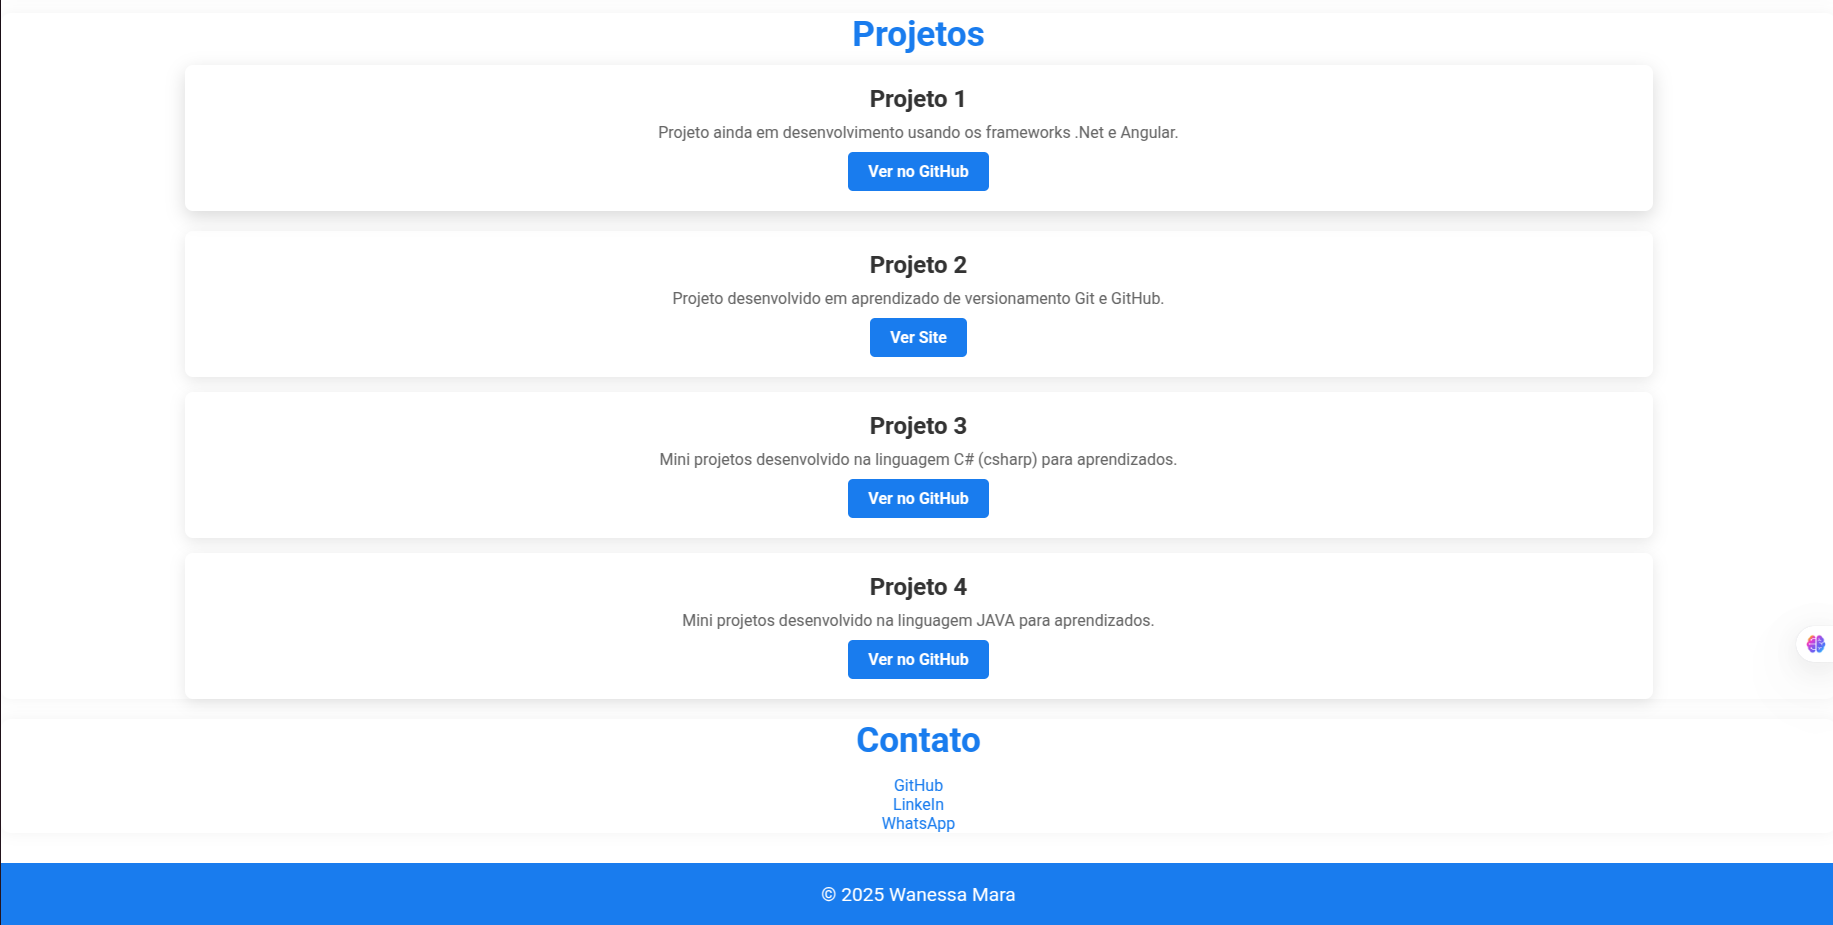 Projetos
Projeto 1
Projeto ainda em desenvolvimento usando os frameworks .Net e Angular.
Ver no GitHub
Projeto 2
Projeto desenvolvido em aprendizado de versionamento Git e GitHub.
Ver Site
Projeto 3
Mini projetos desenvolvido na linguagem C# (csharp) para aprendizados.
Ver no GitHub
Projeto 4
Mini projetos desenvolvido na linguagem JAVA para aprendizados.
Ver no GitHub
Contato
GitHub
LinkeIn
WhatsApp
© 2025 Wanessa Mara